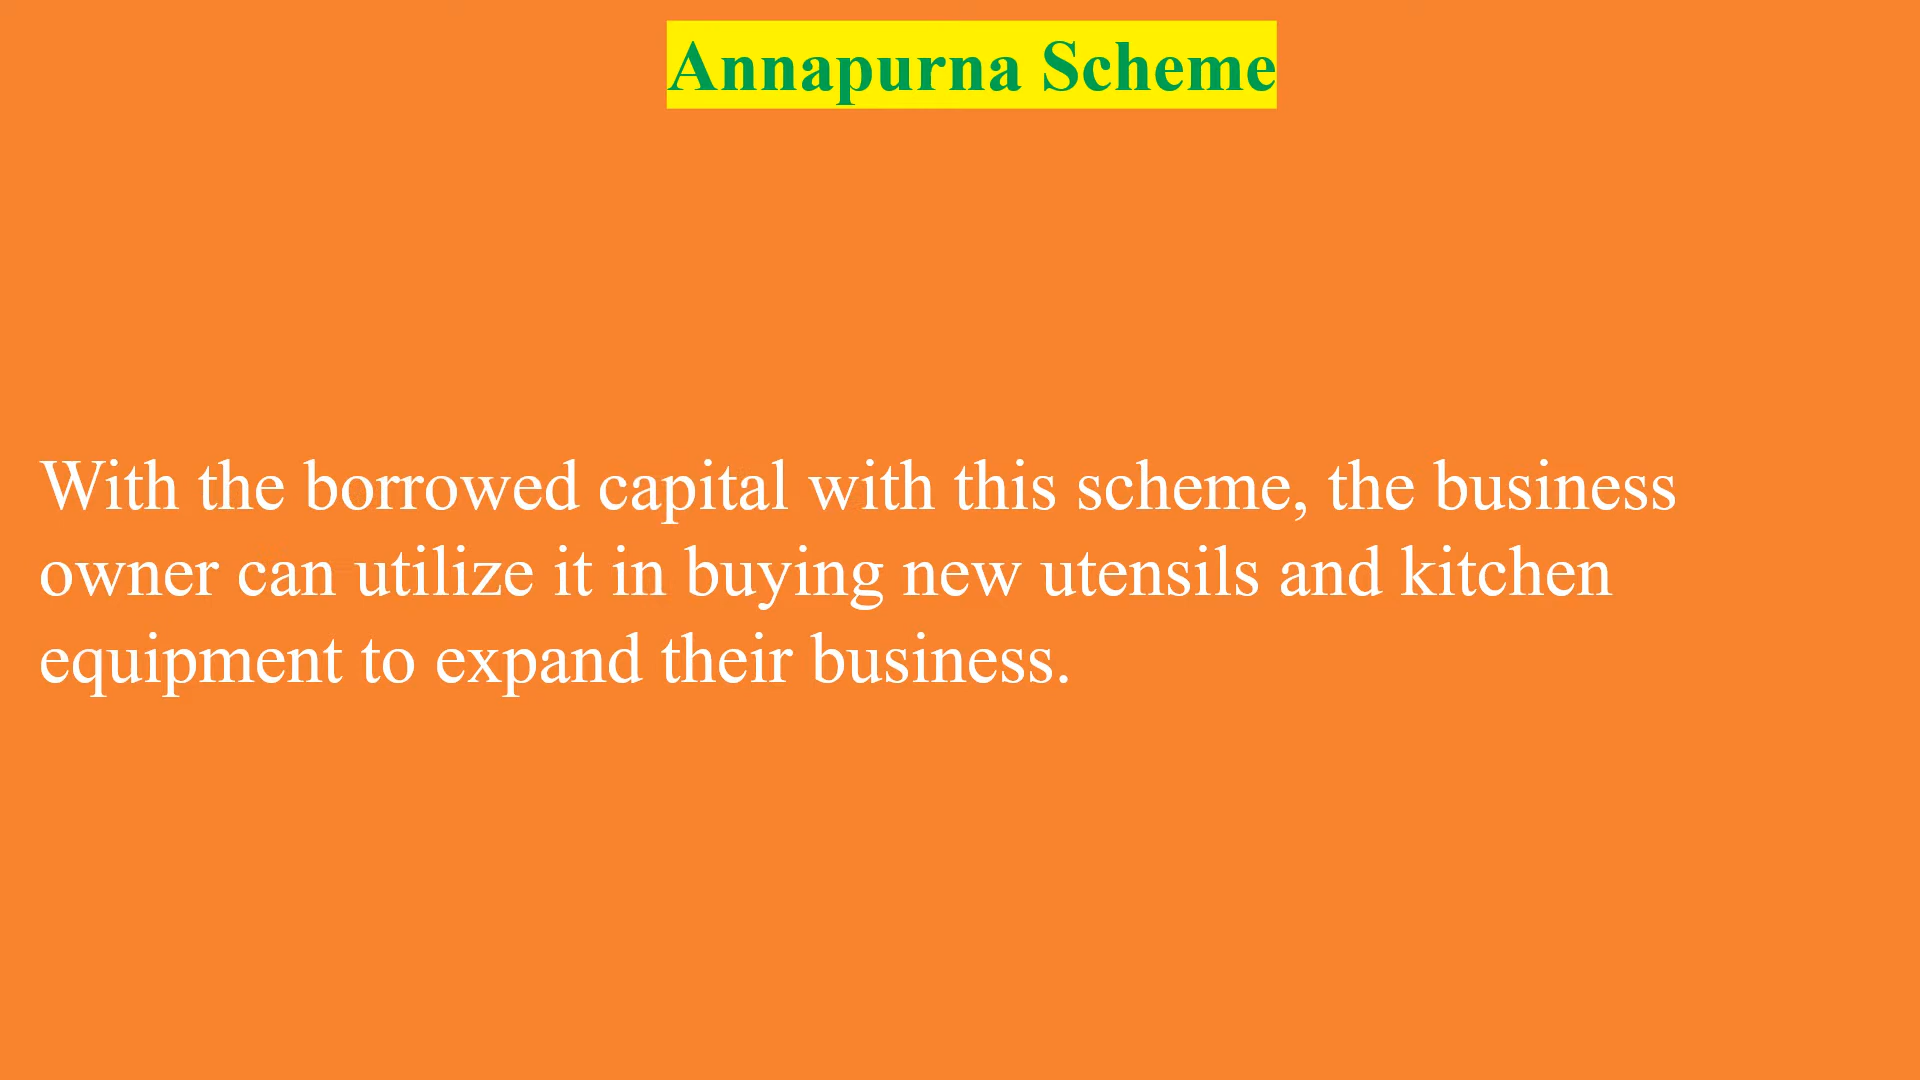 Annapurna Scheme
With the borrowed capital with this scheme, the business
owner can utilize it in buying new utensils and kitchen
equipment to expand their business.